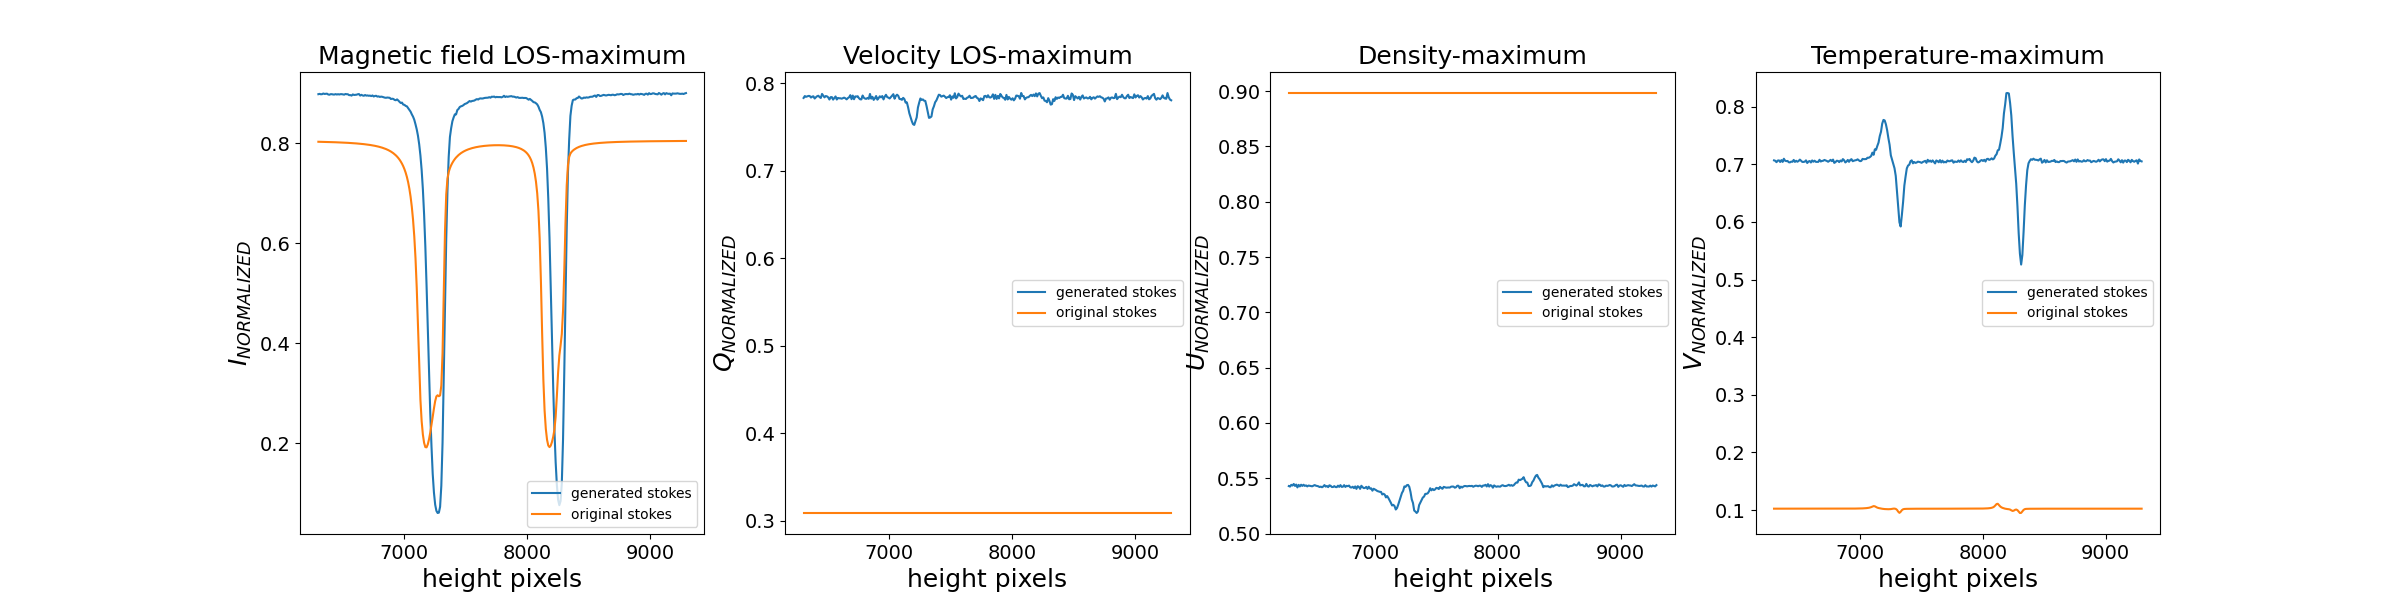 Magnetic field LOS-maximum
I_NORMALIZED
0.8
0.6
0.4
0.2
generated stokes
original stokes
7000 8000 9000
height pixels
Velocity LOS-maximum
Q_NORMALIZED
0.8
0.7
0.6
0.5
0.4
0.3
generated stokes
original stokes
7000 8000 9000
height pixels
Density-maximum
U_NORMALIZED
0.90
0.85
0.80
0.75
0.70
0.65
0.60
0.55
0.50
generated stokes
original stokes
7000 8000 9000
height pixels
Temperature-maximum
V_NORMALIZED
0.8
0.7
0.6
0.5
0.4
0.3
0.2
0.1
generated stokes
original stokes
7000 8000 9000
height pixels